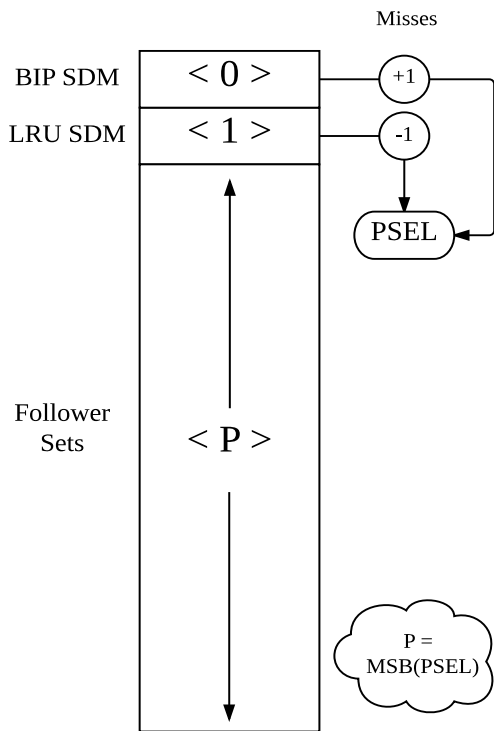 Misses
BIP SDM
< 0 >
+1
LRU SDM
< 1 >
-1
PSEL
Follower
Sets
< P >
P =
MSB(PSEL)